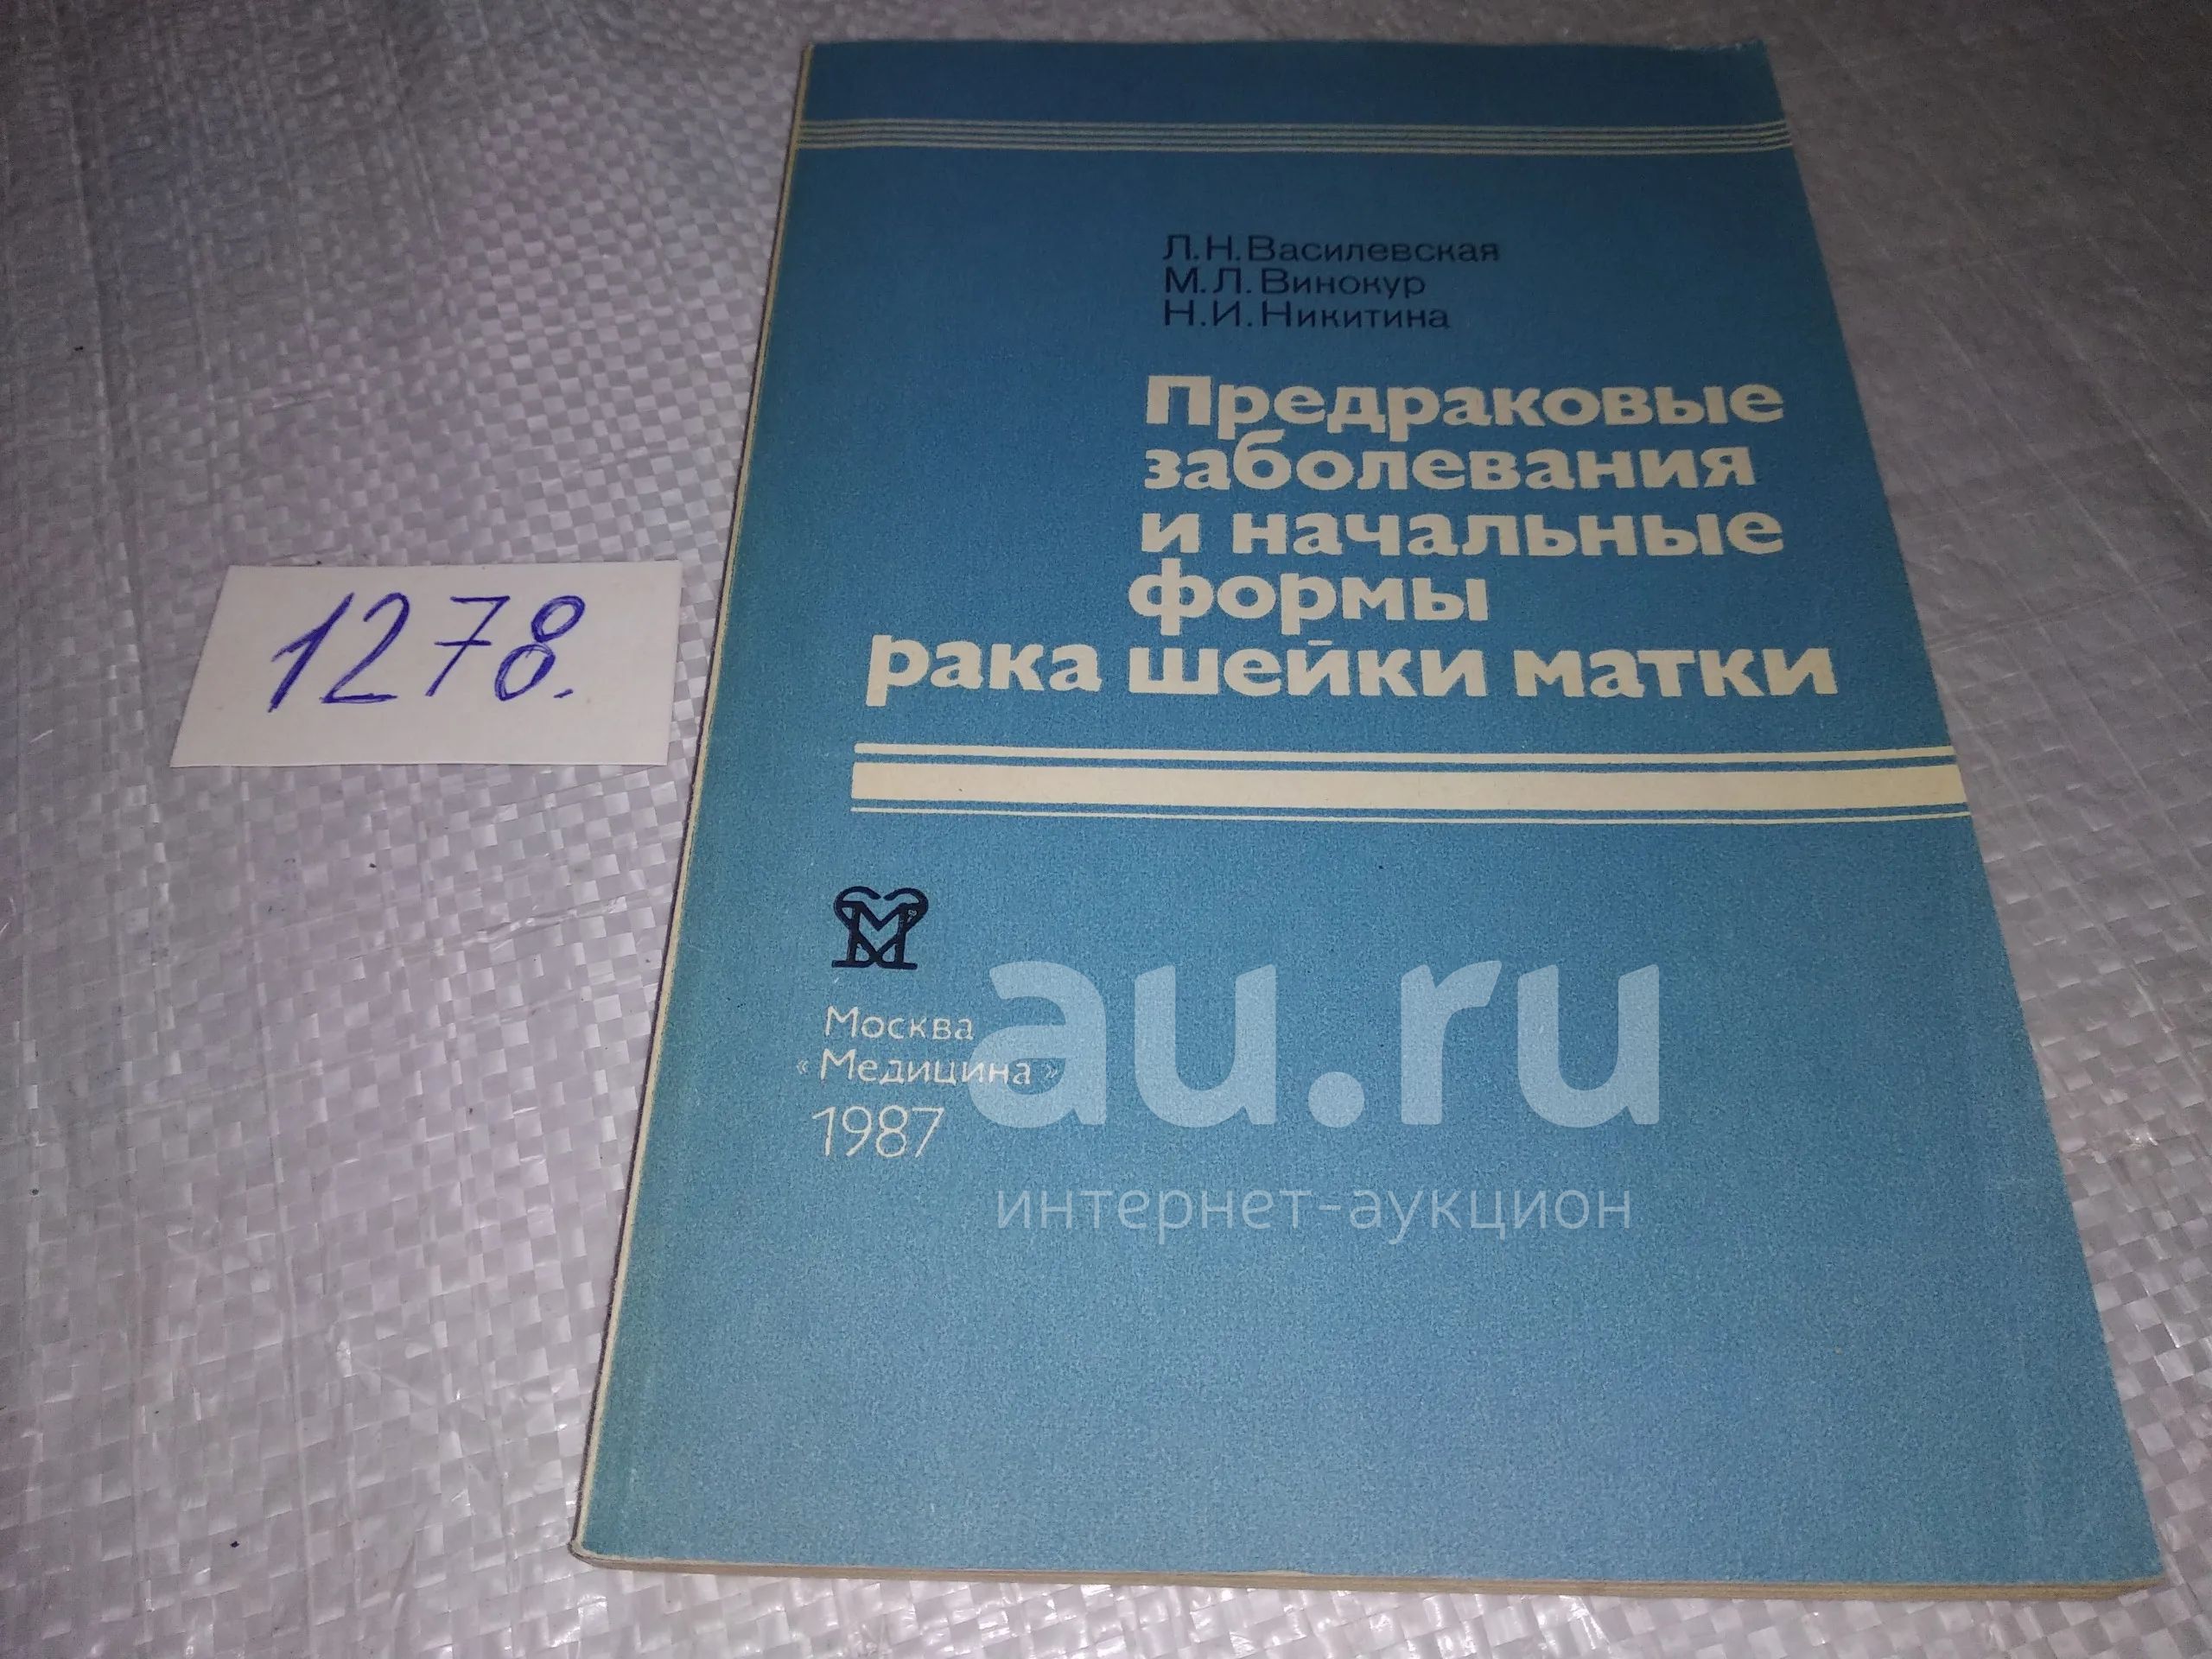 1278.
Л.Н.Василевская
М.Л.Винокур
Н.И.Никитина
Предраковые
заболевания
и начальные
формы
рака шейки матки
Москва
«Медицина»
1987
au.ru
интернет-аукцион